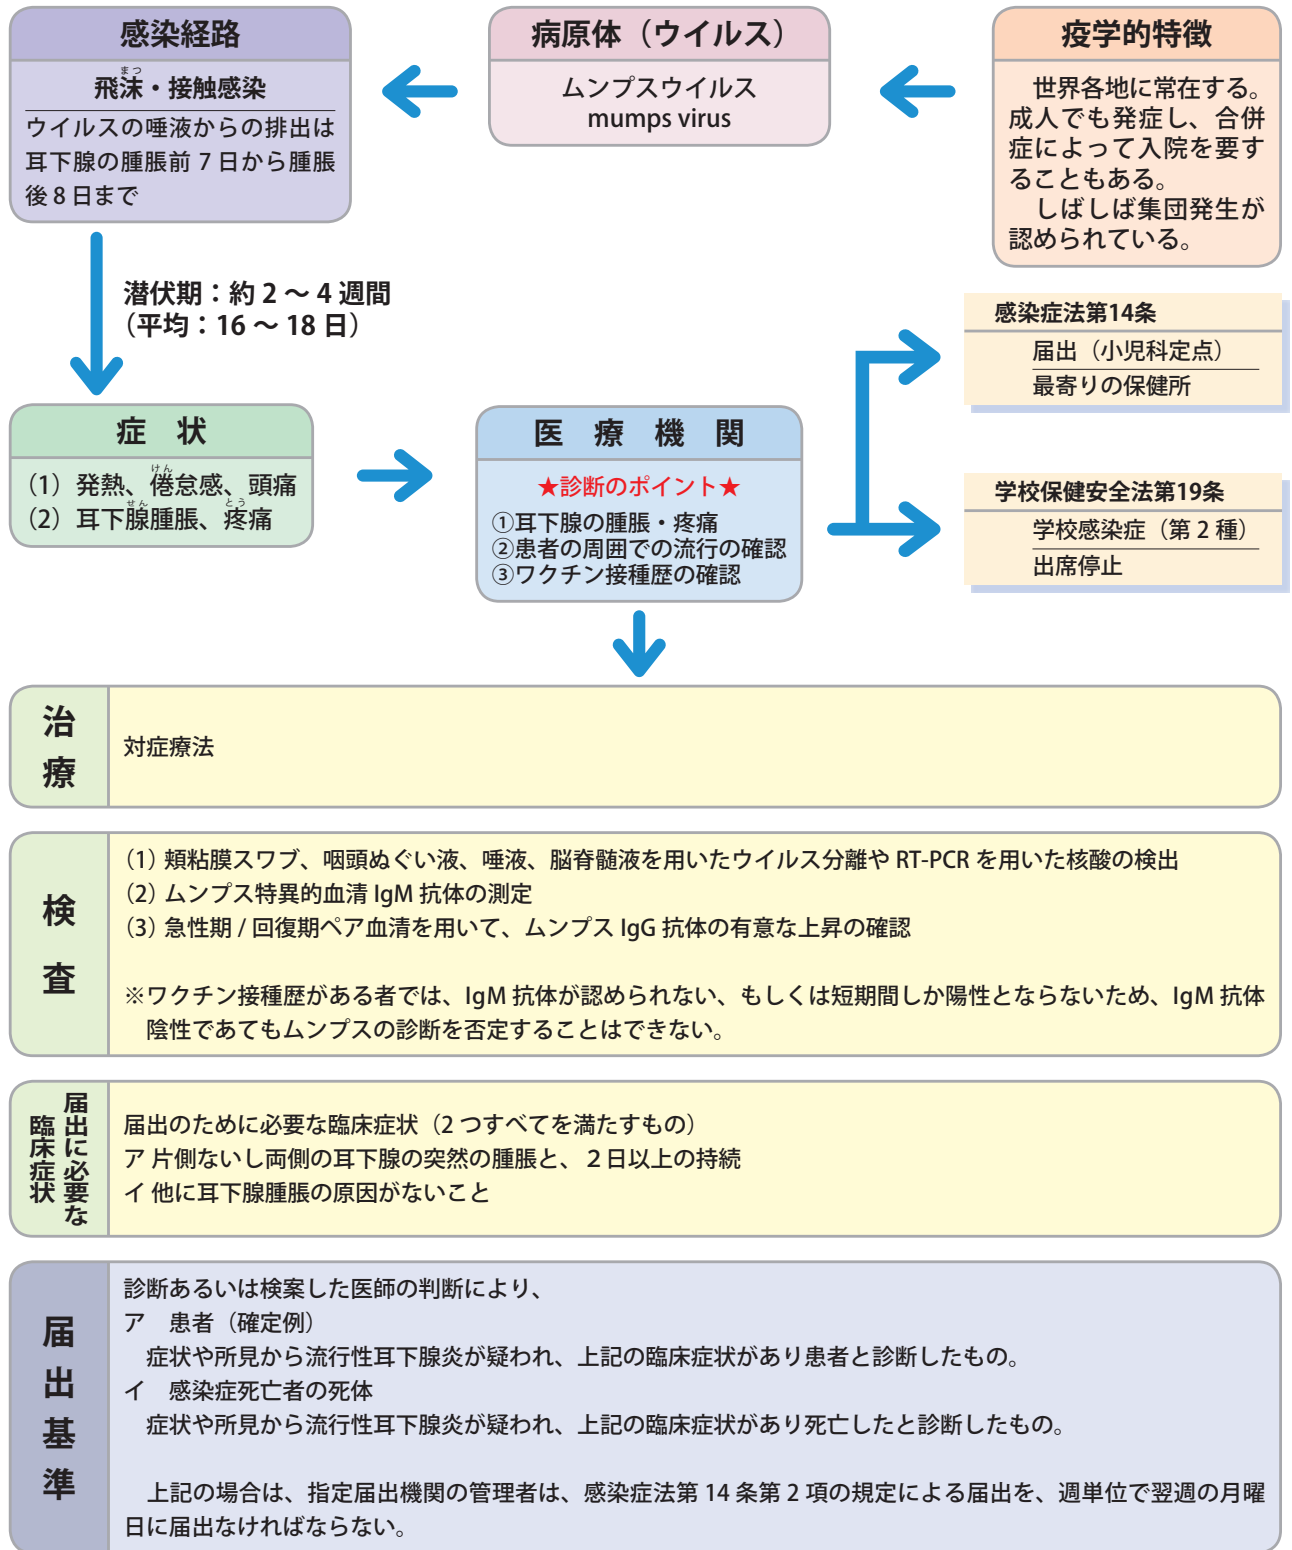 感染経路
飛沫・接触感染
まつ
ウイルスの唾液からの排出は
耳下腺の腫脹前 7 日から腫脹
後 8 日まで
病原体（ウイルス）
ムンプスウイルス
mumps virus
疫学的特徴
世界各地に常在する。
成人でも発症し、合併
症によって入院を要す
ることもある。
しばしば集団発生が
認められている。
潜伏期：約 2 ～ 4 週間
（平均：16 ～ 18 日）
症　状
（1）発熱、倦怠感、頭痛
けん
（2）耳下腺腫脹、疼痛
せん
とう
医　療　機　関
★診断のポイント★
①耳下腺の腫脹・疼痛
②患者の周囲での流行の確認
③ワクチン接種歴の確認
感染症法第14条
届出（小児科定点）
最寄りの保健所
学校保健安全法第19条
学校感染症（第 2 種）
出席停止
治療
対症療法
検査
（1）頬粘膜スワブ、咽頭ぬぐい液、唾液、脳脊髄液を用いたウイルス分離や RT-PCR を用いた核酸の検出
（2）ムンプス特異的血清 IgM 抗体の測定
（3）急性期 / 回復期ペア血清を用いて、ムンプス IgG 抗体の有意な上昇の確認
※ワクチン接種歴がある者では、IgM 抗体が認められない、もしくは短期間しか陽性とならないため、IgM 抗体
陰性であてもムンプスの診断を否定することはできない。
届出に必要な
臨床症状
届出のために必要な臨床症状（2 つすべてを満たすもの）
ア 片側ないし両側の耳下腺の突然の腫脹と、２日以上の持続
イ 他に耳下腺腫脹の原因がないこと
届出基準
診断あるいは検案した医師の判断により、
ア　患者（確定例）
症状や所見から流行性耳下腺炎が疑われ、上記の臨床症状があり患者と診断したもの。
イ　感染症死亡者の死体
症状や所見から流行性耳下腺炎が疑われ、上記の臨床症状があり死亡したと診断したもの。
上記の場合は、指定届出機関の管理者は、感染症法第 14 条第 2 項の規定による届出を、週単位で翌週の月曜
日に届出なければならない。